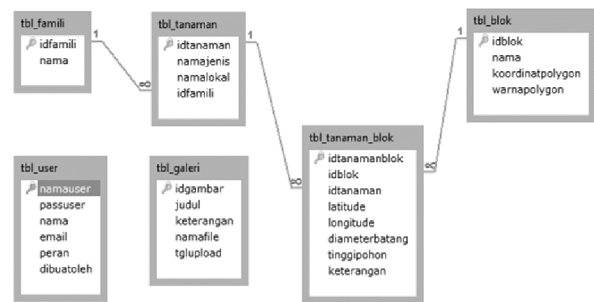 tbl_famili
idfamili
nama
1
∞
tbl_tanaman
idtanaman
namajenis
namalokal
idfamili
1
∞
tbl_blok
idblok
nama
koordinatpolygon
warnapolygon
1
∞
tbl_tanaman_blok
idtanamanblok
idblok
idtanaman
latitude
longitude
diameterbatang
tinggipohon
keterangan
tbl_user
namauser
passuser
nama
email
peran
dibuatoleh
tbl_galeri
idgambar
judul
keterangan
namafile
tglupload